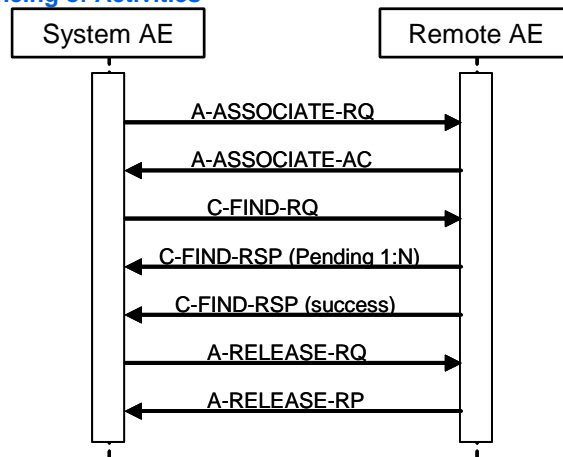 of Activities
System AE
Remote AE
A-ASSOCIATE-RQ
A-ASSOCIATE-AC
C-FIND-RQ
C-FIND-RSP (Pending 1:N)
C-FIND-RSP (success)
A-RELEASE-RQ
A-RELEASE-RP